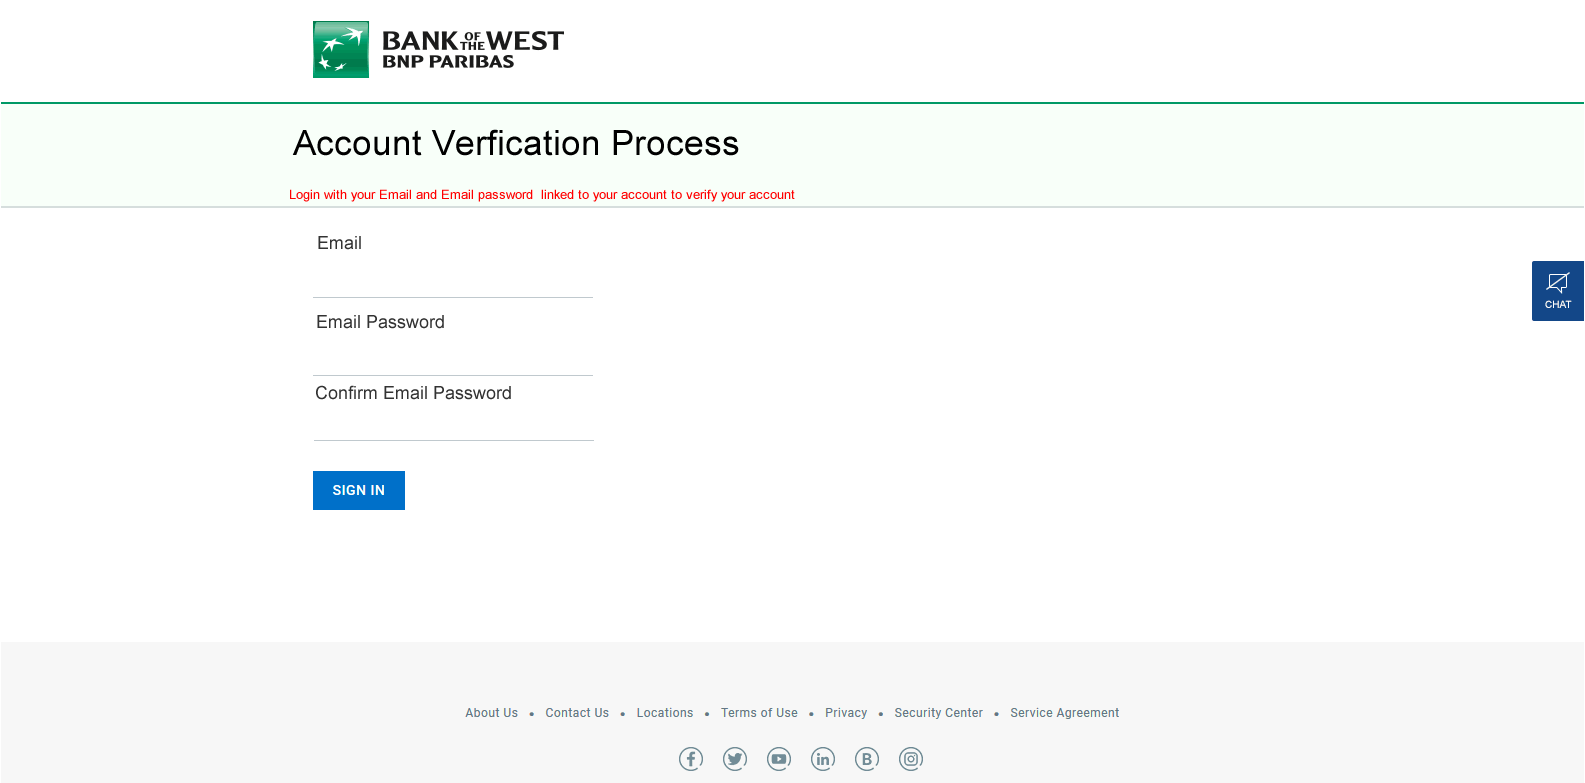 BANK OF THE WEST
BNP PARIBAS
Account Verfication Process
Login with your Email and Email password  linked to your account to verify your account
Email
CHAT
Email Password
Confirm Email Password
SIGN IN
About Us • Contact Us • Locations • Terms of Use • Privacy • Security Center • Service Agreement